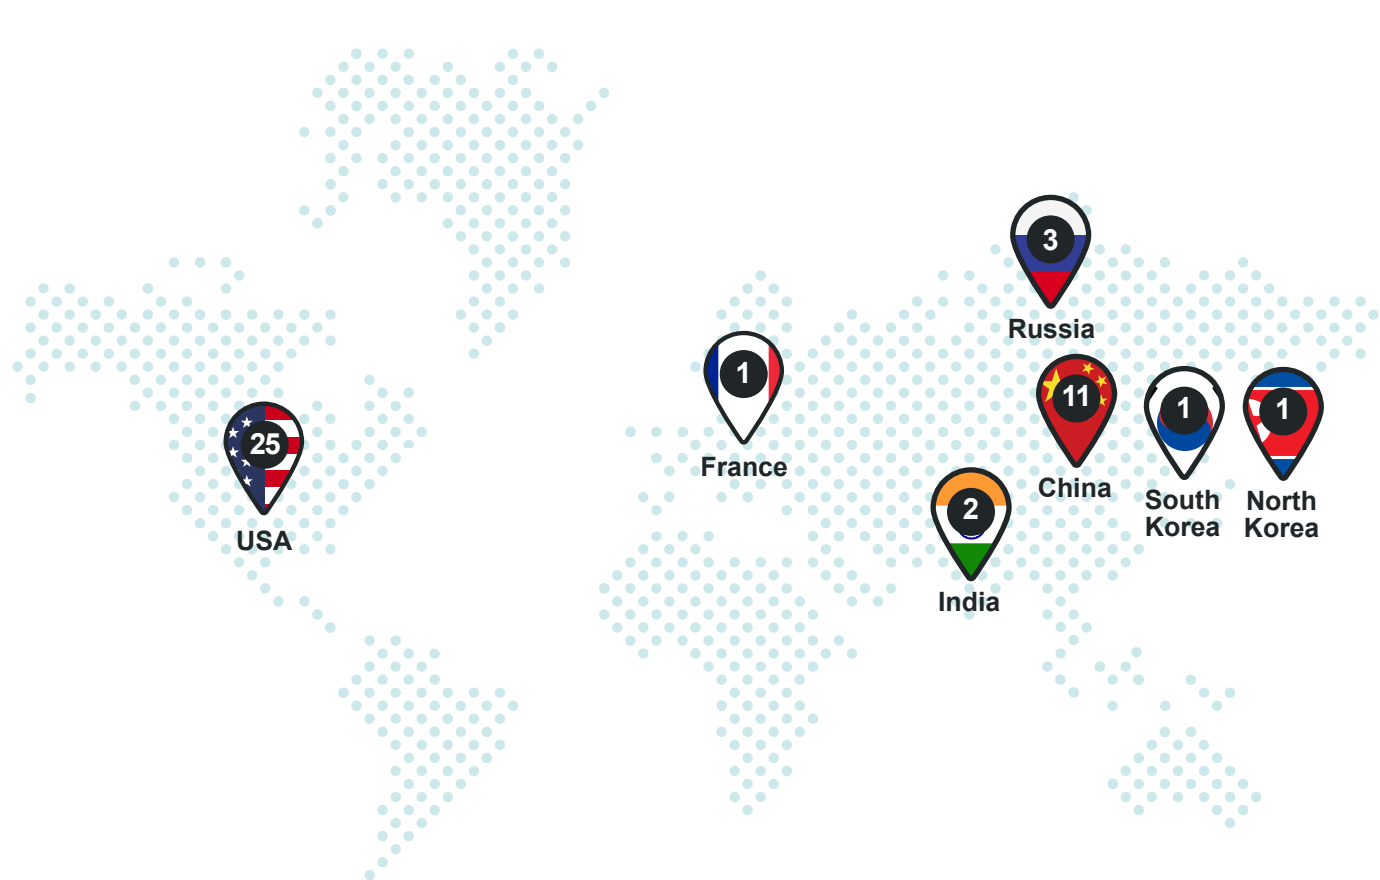 3
Russia
1
France
11
China
1
South
Korea
1
North
Korea
25
USA
2
India